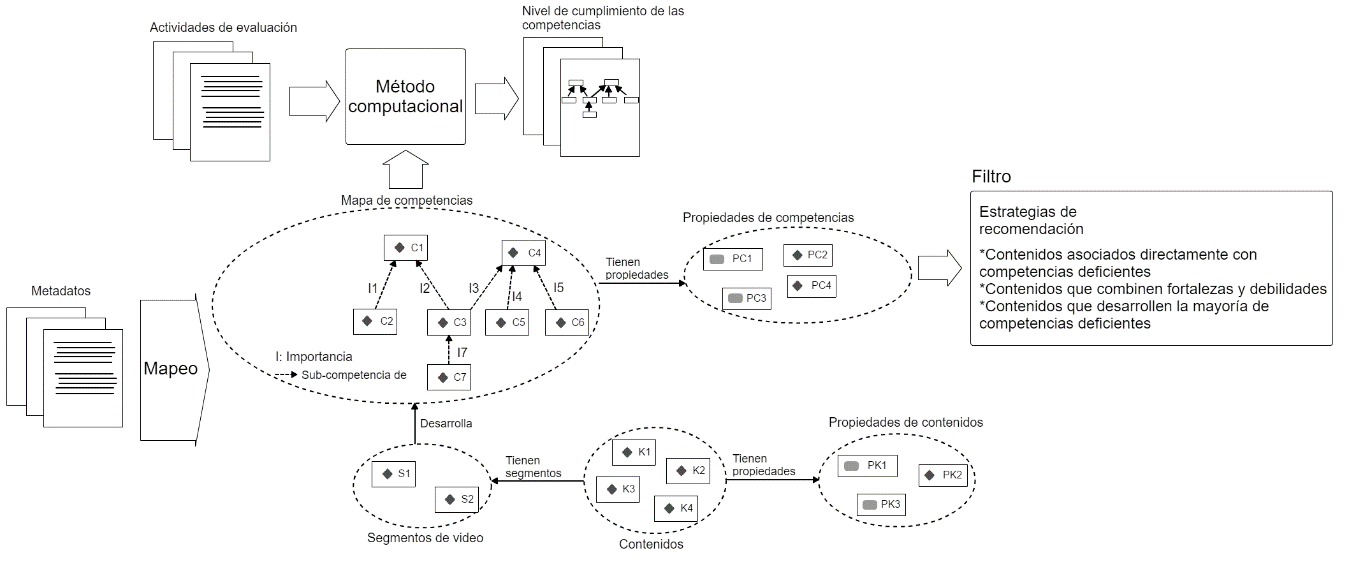 Actividades de evaluación
Nivel de cumplimiento de las
competencias
Método
computacional
Mapa de competencias
C1
C4
I1
I2
I3
I4
I5
C2
C3
C5
C6
I7
C7
I: Importancia
Sub-competencia de
Metadatos
Mapeo
Tienen
propiedades
Propiedades de competencias
PC1
PC2
PC3
PC4
Filtro
Estrategias de
recomendación
*Contenidos asociados directamente con
competencias deficientes
*Contenidos que combinen fortalezas y debilidades
*Contenidos que desarrollen la mayoría de
competencias deficientes
Desarrolla
S1
S2
Segmentos de video
Tienen
segmentos
K1
K2
K3
K4
Contenidos
Tienen
propiedades
Propiedades de contenidos
PK1
PK2
PK3